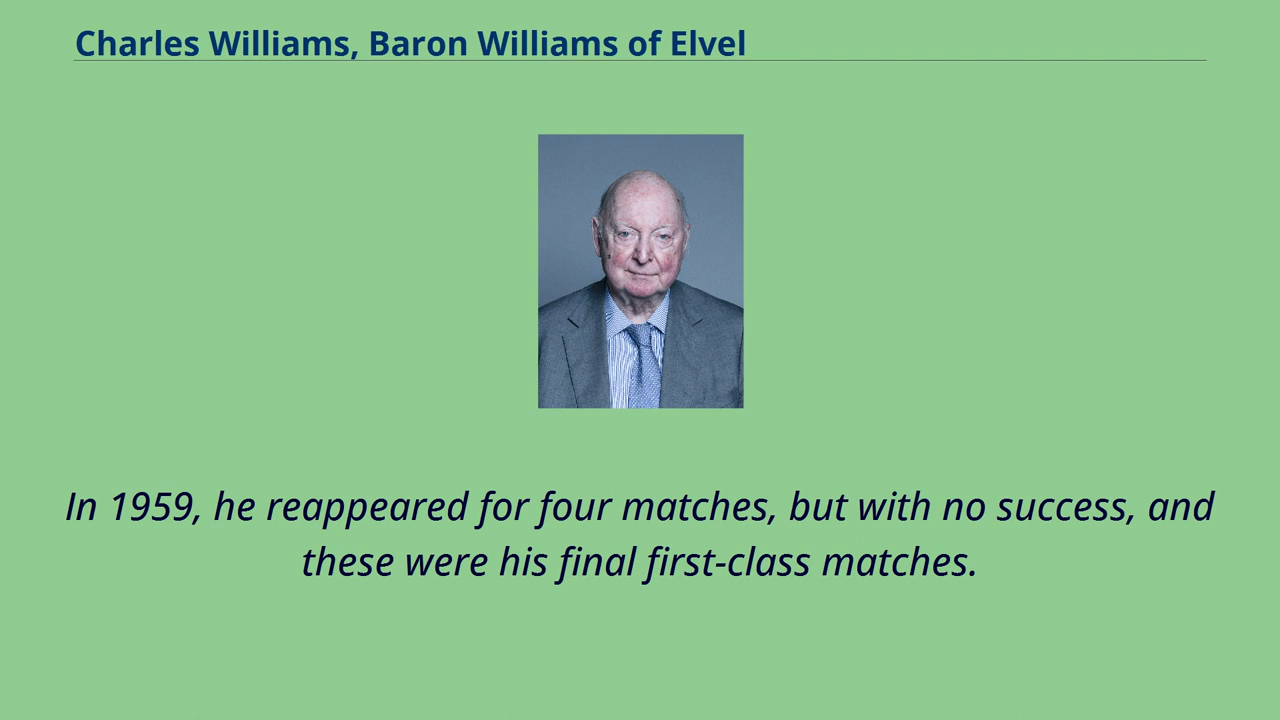 Charles Williams, Baron Williams of Elvel
In 1959, he reappeared for four matches, but with no success, and
these were his final first-class matches.